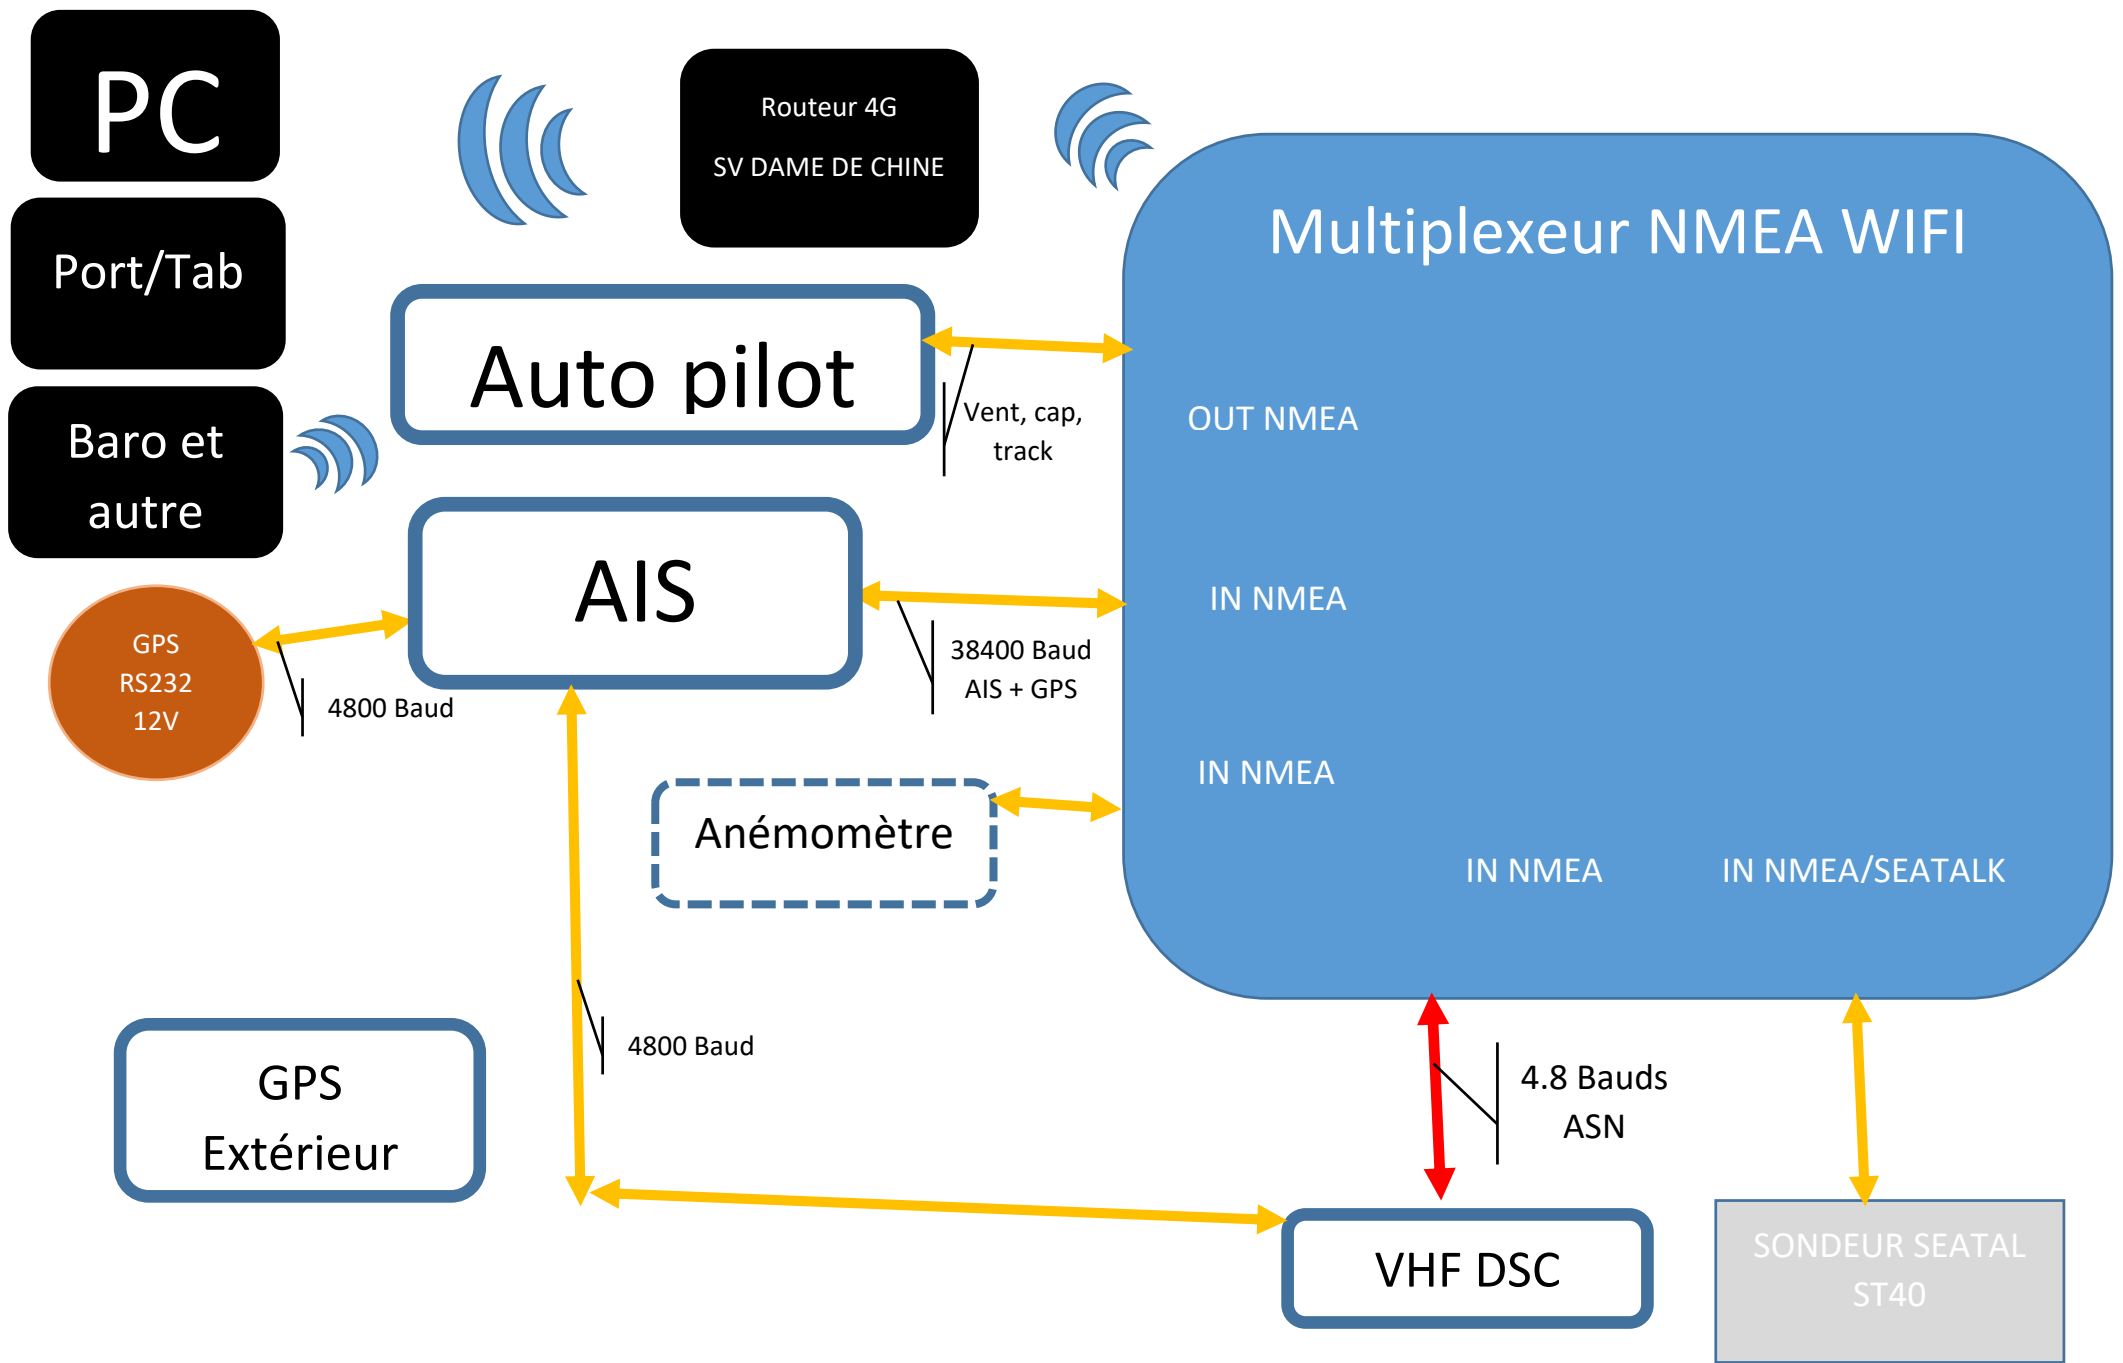 PC
Routeur 4G
SV DAME DE CHINE
Port/Tab
Multiplexeur NMEA WIFI
Auto pilot
Vent, cap,
track
OUT NMEA
Baro et
autre
AIS
IN NMEA
38400 Baud
AIS + GPS
GPS
RS232
12V
4800 Baud
IN NMEA
Anémomètre
IN NMEA
IN NMEA/SEATALK
4800 Baud
GPS
Extérieur
4.8 Bauds
ASN
VHF DSC
SONDEUR SEATAL
ST40